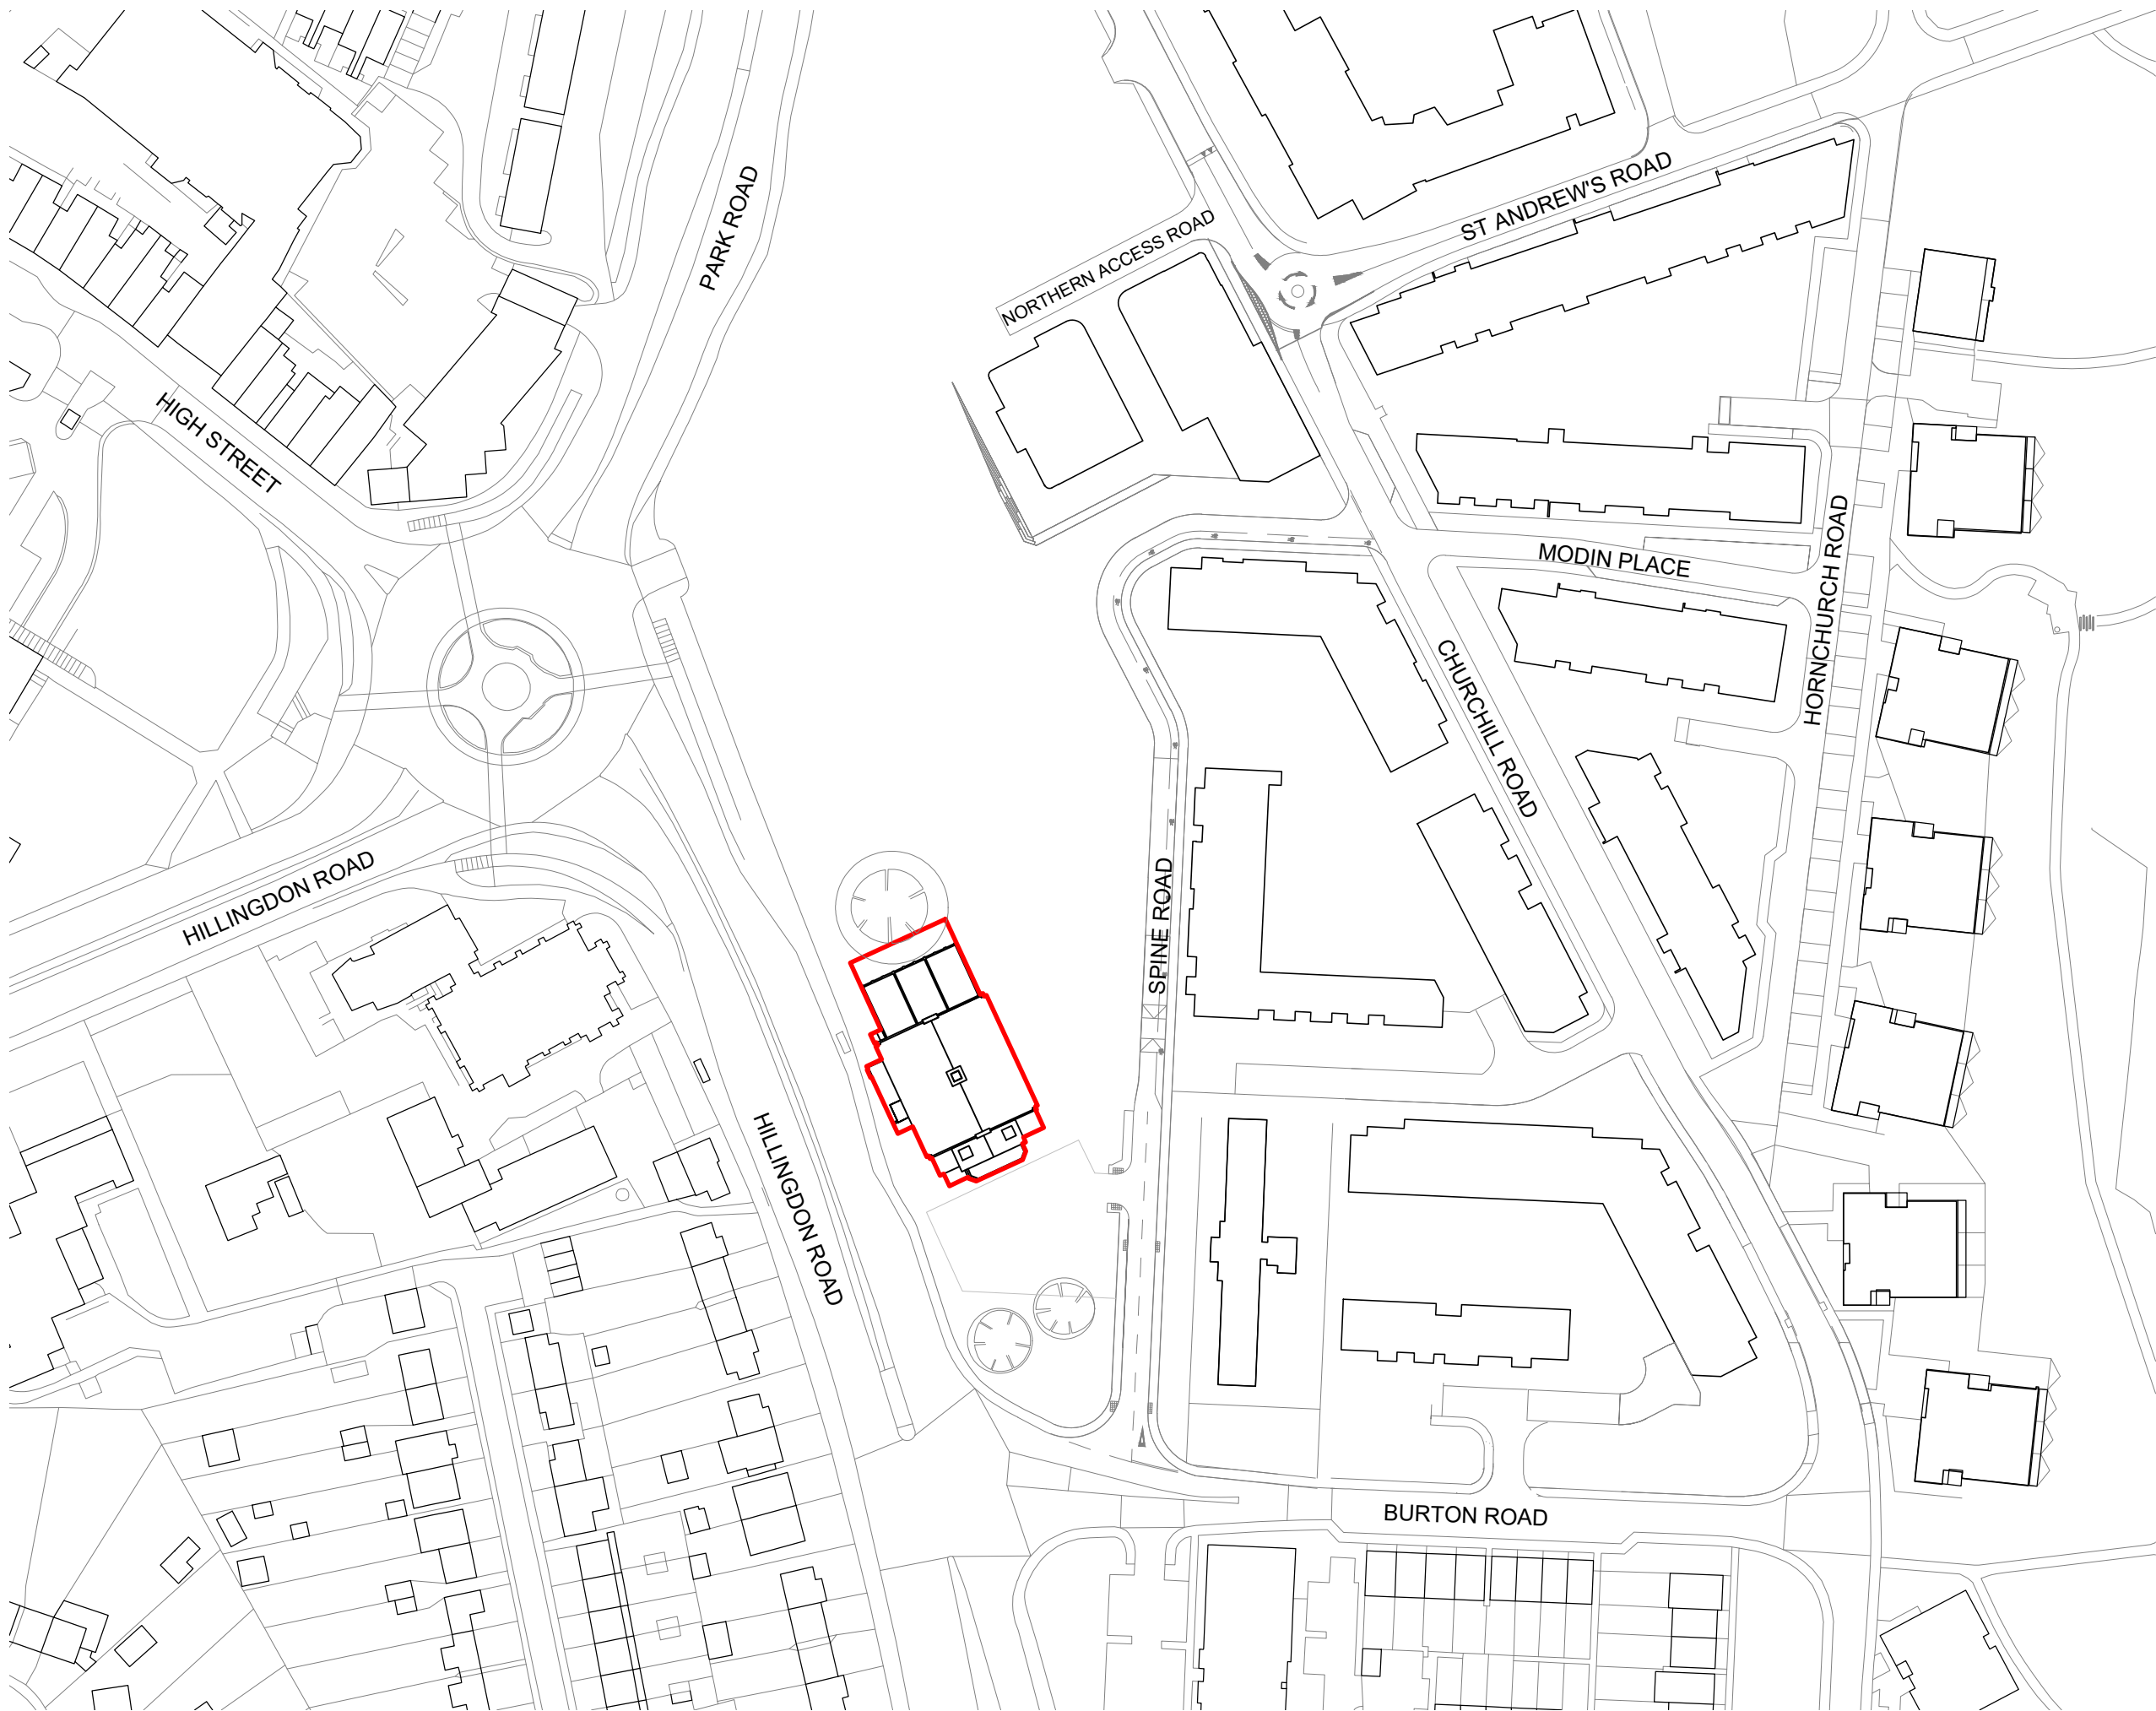 PARK ROAD
ST ANDREW'S ROAD
NORTHERN ACCESS ROAD
HIGH STREET
MODIN PLACE
HORNCHURCH ROAD
CHURCHILL ROAD
HILLINGDON ROAD
SPINE ROAD
HILLINGDON ROAD
BURTON ROAD